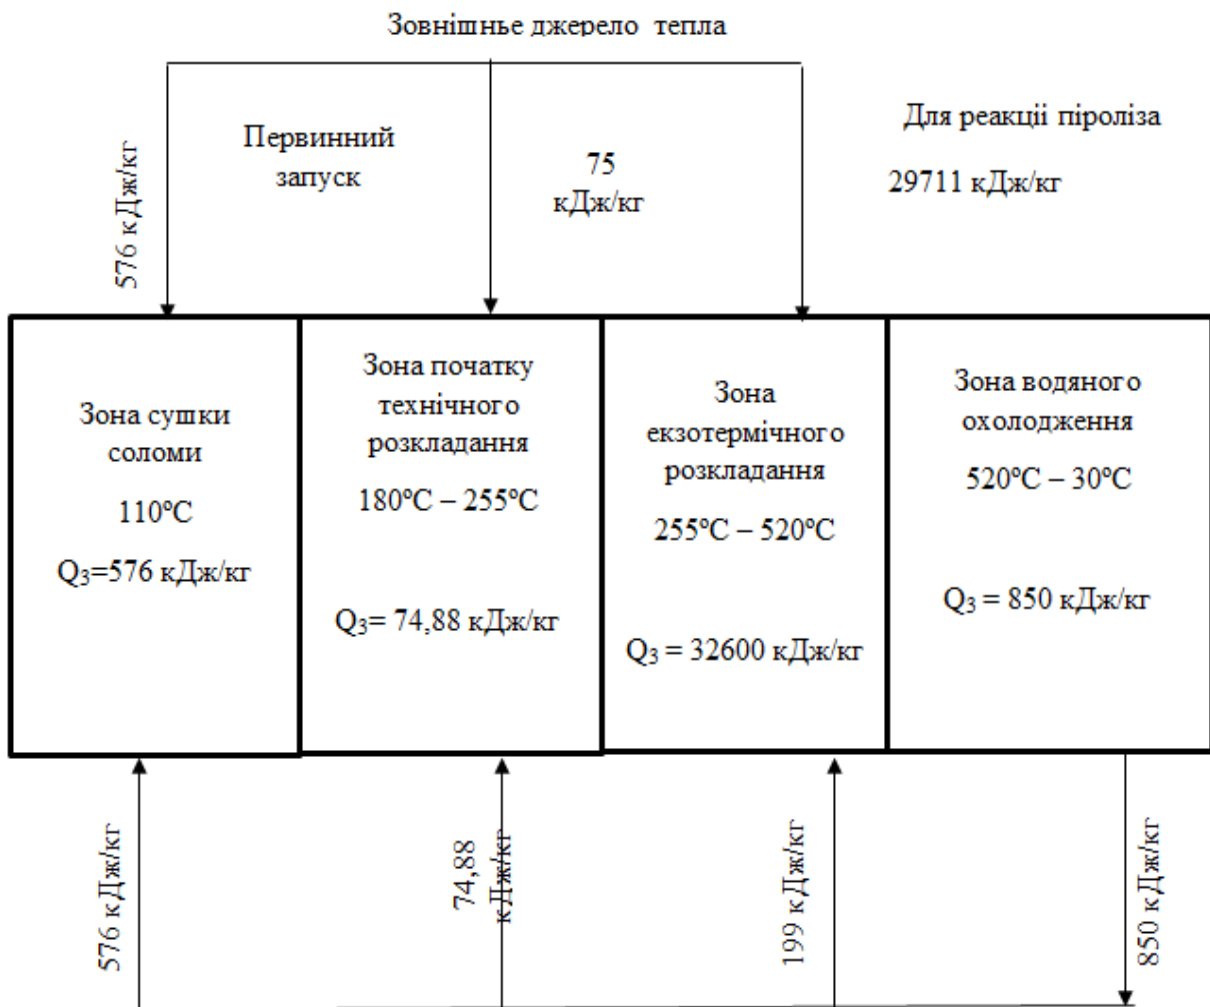 Зовнішньє джерело тепла
Первинний
запуск
576 кДж/кг
75
кДж/кг
Для реакції піроліза
29711 кДж/кг
Зона сушки
соломи
110ºС
Q₃=576 кДж/кг
Зона початку
технічного
розкладання
180ºС – 255ºС
Q₃= 74,88 кДж/кг
Зона
екзотермічного
розкладання
255ºС – 520ºС
Q₃ = 32600 кДж/кг
Зона водяного
охолодження
520ºС – 30ºС
Q₃ = 850 кДж/кг
576 кДж/кг
74,88
кДж/кг
199 кДж/кг
850 кДж/кг